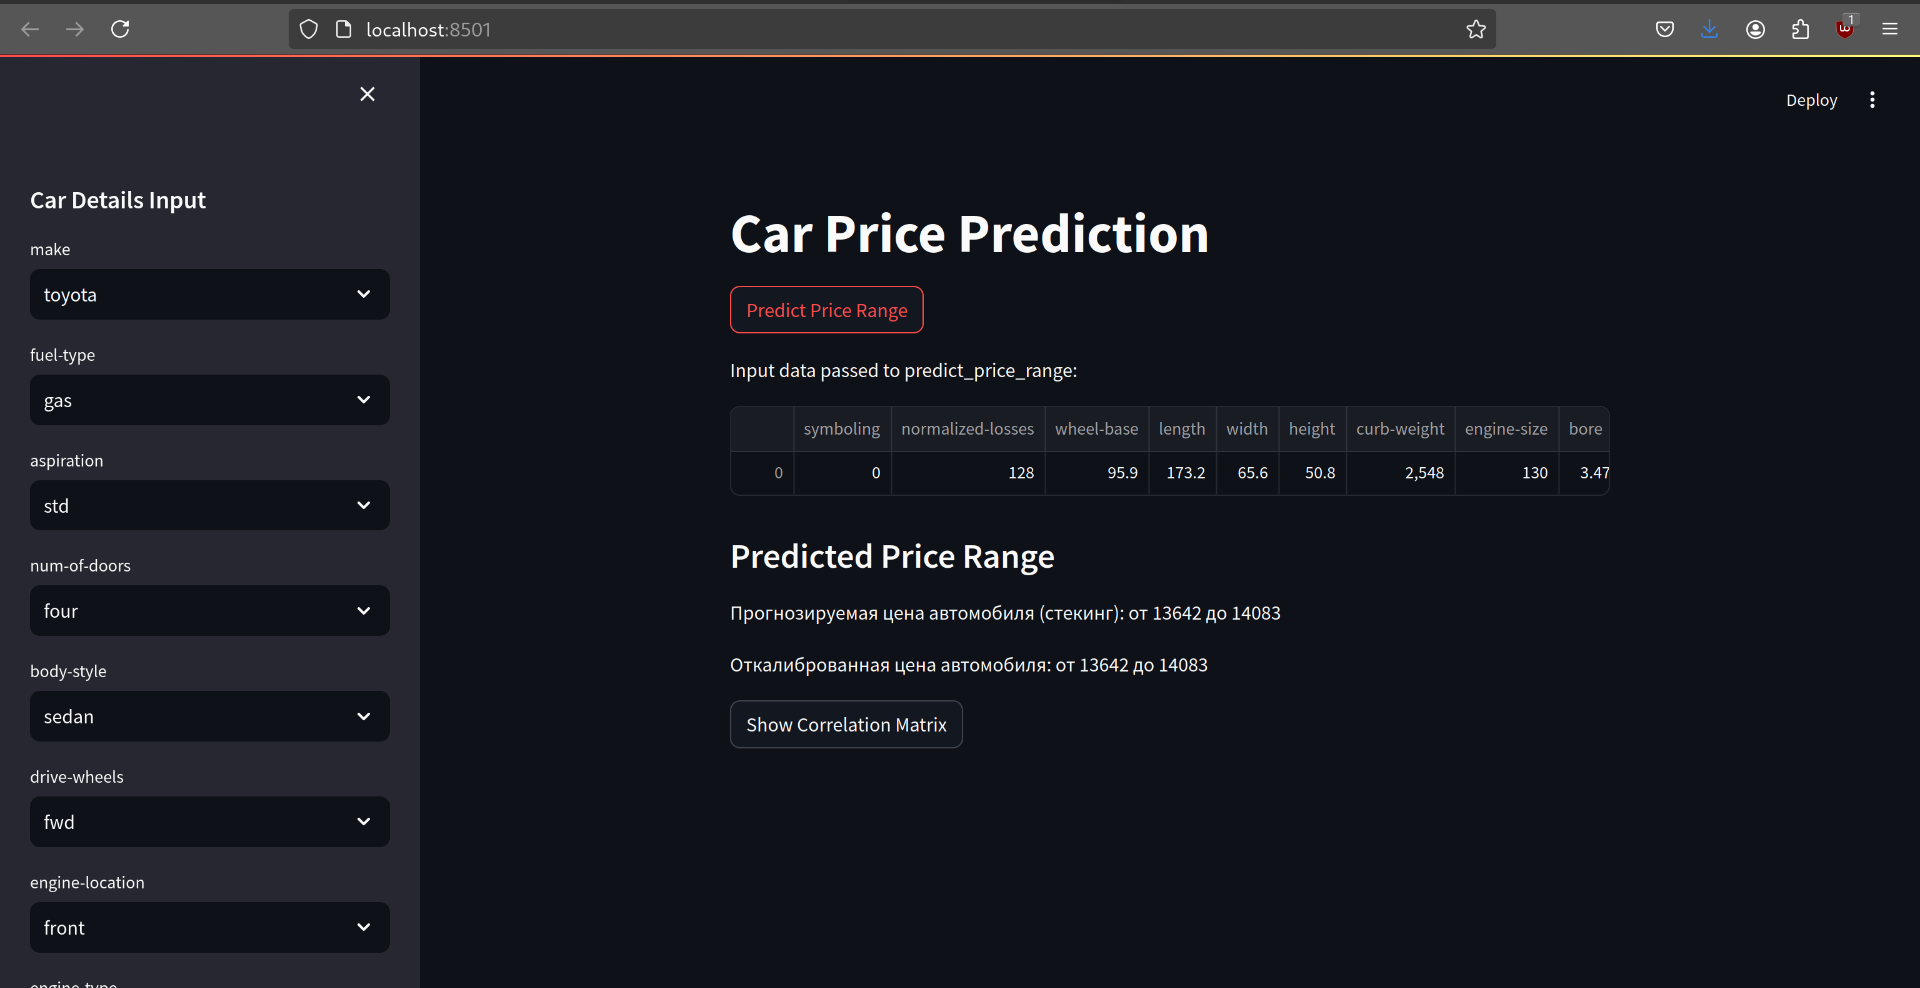 localhost:8501
1
Deploy
Car Details Input
make
toyota
fuel-type
gas
aspiration
std
num-of-doors
four
body-style
sedan
drive-wheels
fwd
engine-location
front
engine-type
Car Price Prediction
Predict Price Range
Input data passed to predict_price_range:
symboling normalized-losses wheel-base length width height curb-weight engine-size bore
0 0 128 95.9 173.2 65.6 50.8 2,548 130 3.47
Predicted Price Range
Прогнозируемая цена автомобиля (стекинг): от 13642 до 14083
Откалиброванная цена автомобиля: от 13642 до 14083
Show Correlation Matrix